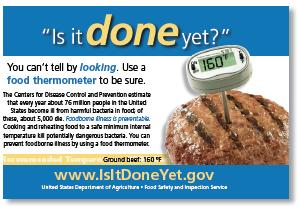 “Is it done yet?”
You can't tell by looking. Use a
food thermometer to be sure.
The Centers for Disease Control and Prevention estimate
that every year about 76 million people in the United
States become ill from harmful bacteria in food; of
these, about 5,000 die. Foodborne illness is preventable.
Cooking and reheating food to a safe minimum internal
temperature kill potentially dangerous bacteria. You can
prevent foodborne illness by using a food thermometer.
160°
Recommended Ground beef: 160 °F
www.IsItDoneYet.gov
United States Department of Agriculture • Food Safety and Inspection Service